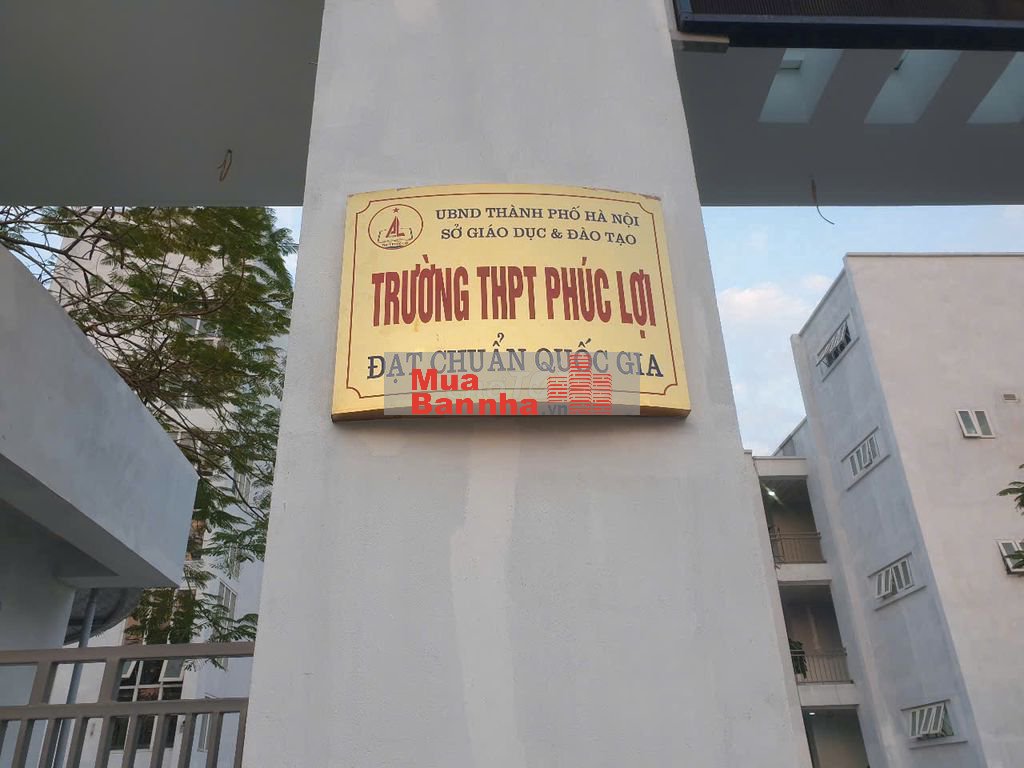 UBND THÀNH PHỐ HÀ NỘI
SỞ GIÁO DỤC & ĐÀO TẠO
TRƯỜNG THPT PHÚC LỢI
ĐẠT CHUẨN QUỐC GIA
Mua
Bannha.vn